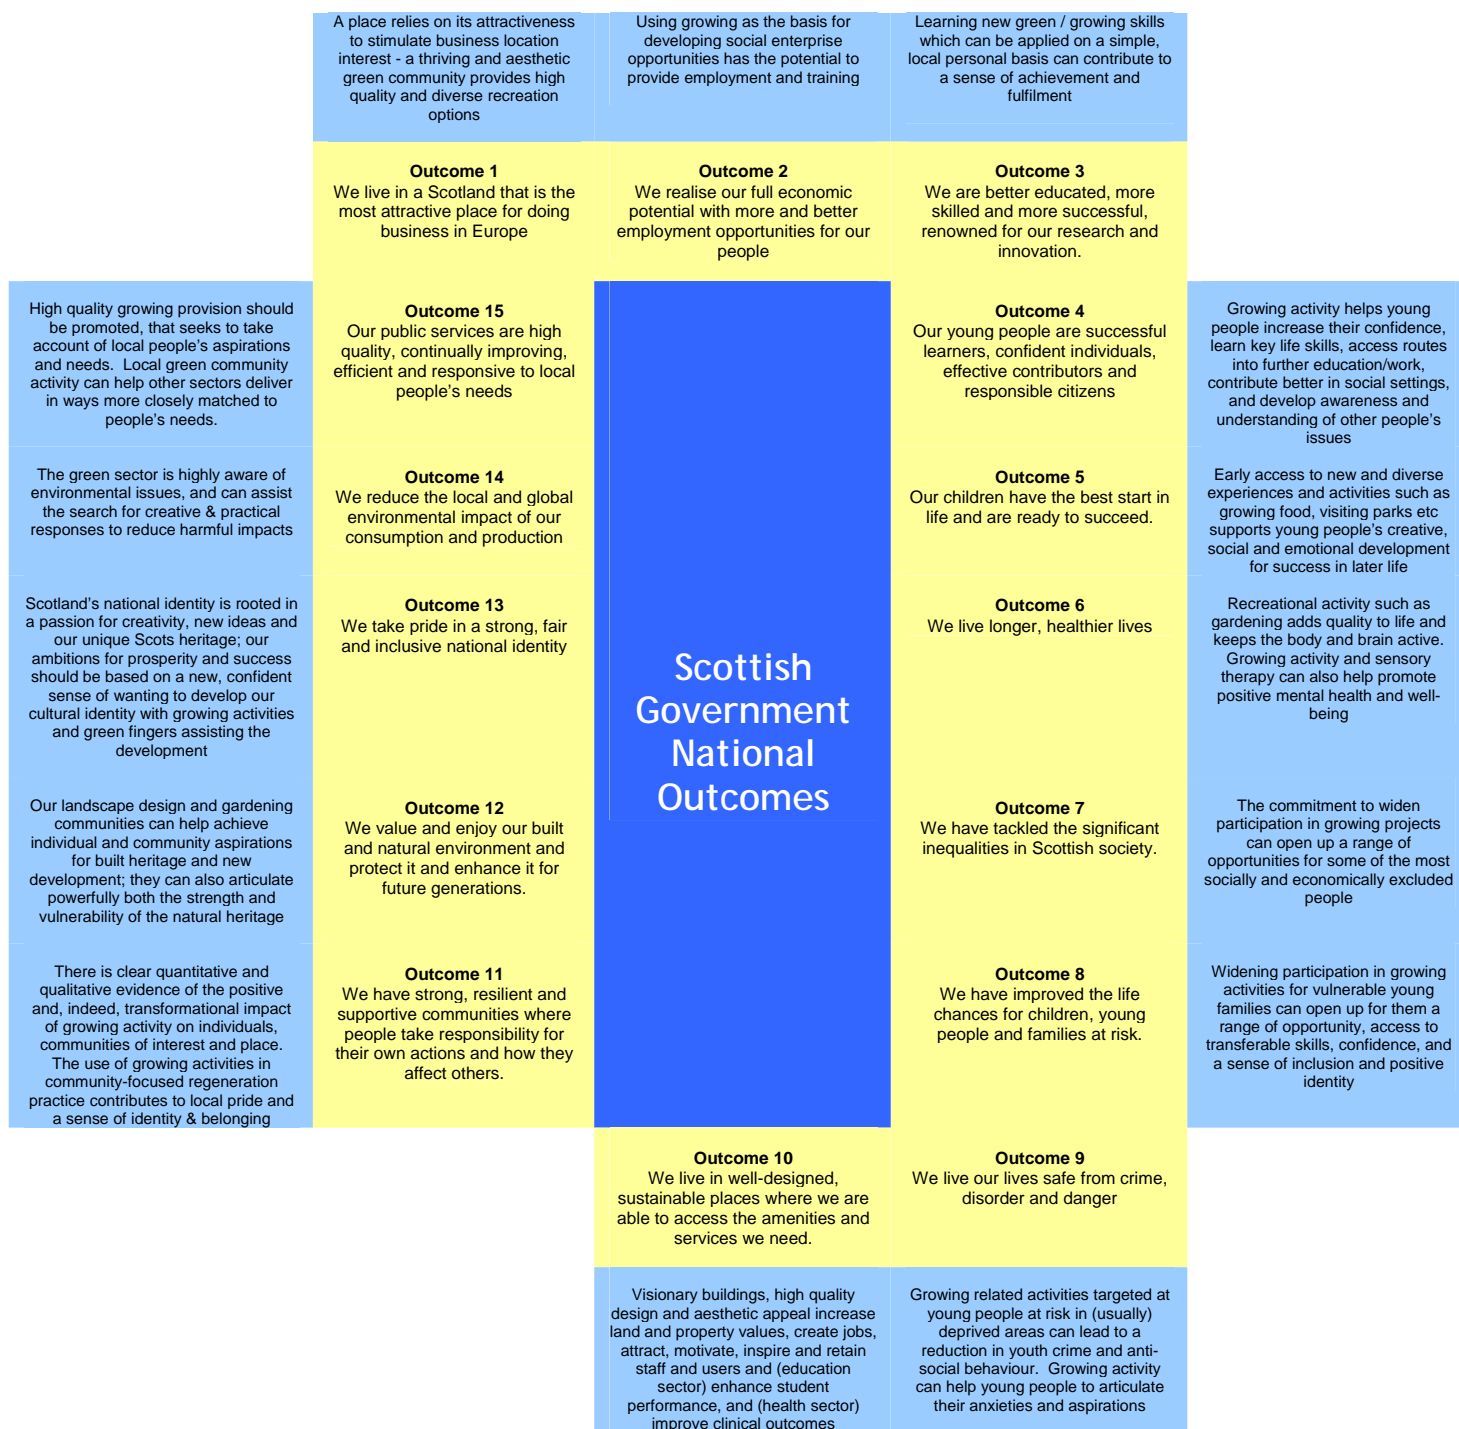 A place relies on its attractiveness
to stimulate business location
interest - a thriving and aesthetic
green community provides high
quality and diverse recreation
options
Using growing as the basis for
developing social enterprise
opportunities has the potential to
provide employment and training
Learning new green / growing skills
which can be applied on a simple,
local personal basis can contribute to
a sense of achievement and
fulfilment
Outcome 1
We live in a Scotland that is the
most attractive place for doing
business in Europe
Outcome 2
We realise our full economic
potential with more and better
employment opportunities for our
people
Outcome 3
We are better educated, more
skilled and more successful,
renowned for our research and
innovation.
High quality growing provision should
be promoted, that seeks to take
account of local people's aspirations
and needs.  Local green community
activity can help other sectors deliver
in ways more closely matched to
people's needs.
Outcome 15
Our public services are high
quality, continually improving,
efficient and responsive to local
people's needs
Outcome 4
Our young people are successful
learners, confident individuals,
effective contributors and
responsible citizens
Growing activity helps young
people increase their confidence,
learn key life skills, access routes
into further education/work,
contribute better in social settings,
and develop awareness and
understanding of other people's
issues
The green sector is highly aware of
environmental issues, and can assist
the search for creative & practical
responses to reduce harmful impacts
Outcome 14
We reduce the local and global
environmental impact of our
consumption and production
Outcome 5
Our children have the best start in
life and are ready to succeed.
Early access to new and diverse
experiences and activities such as
growing food, visiting parks etc
supports young people's creative,
social and emotional development
for success in later life
Scotland's national identity is rooted in
a passion for creativity, new ideas and
our unique Scots heritage; our
ambitions for prosperity and success
should be based on a new, confident
sense of wanting to develop our
cultural identity with growing activities
and green fingers assisting the
development
Outcome 13
We take pride in a strong, fair
and inclusive national identity
Scottish
Government
National
Outcomes
Outcome 6
We live longer, healthier lives
Recreational activity such as
gardening adds quality to life and
keeps the body and brain active.
Growing activity and sensory
therapy can also help promote
positive mental health and well-
being
Our landscape design and gardening
communities can help achieve
individual and community aspirations
for built heritage and new
development; they can also articulate
powerfully both the strength and
vulnerability of the natural heritage
Outcome 12
We value and enjoy our built
and natural environment and
protect it and enhance it for
future generations.
Outcome 7
We have tackled the significant
inequalities in Scottish society.
The commitment to widen
participation in growing projects
can open up a range of
opportunities for some of the most
socially and economically excluded
people
There is clear quantitative and
qualitative evidence of the positive
and, indeed, transformational impact
of growing activity on individuals,
communities of interest and place.
The use of growing activities in
community-focused regeneration
practice contributes to local pride and
a sense of identity & belonging
Outcome 11
We have strong, resilient and
supportive communities where
people take responsibility for
their own actions and how they
affect others.
Outcome 8
We have improved the life
chances for children, young
people and families at risk.
Widening participation in growing
activities for vulnerable young
families can open up for them a
range of opportunity, access to
transferable skills, confidence, and
a sense of inclusion and positive
identity
Outcome 10
We live in well-designed,
sustainable places where we are
able to access the amenities and
services we need.
Outcome 9
We live our lives safe from crime,
disorder and danger
Visionary buildings, high quality
design and aesthetic appeal increase
land and property values, create jobs,
attract, motivate, inspire and retain
staff and users and (education
sector) enhance student
performance, and (health sector)
improve clinical outcomes
Growing related activities targeted at
young people at risk in (usually)
deprived areas can lead to a
reduction in youth crime and anti-
social behaviour.  Growing activity
can help young people to articulate
their anxieties and aspirations